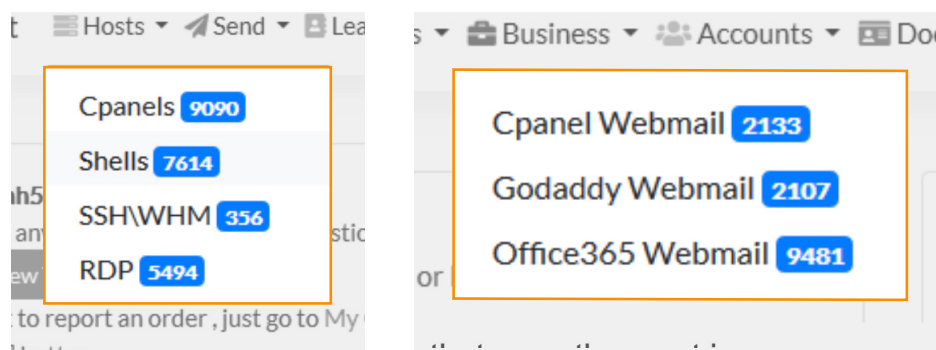 Hosts Send
Cpanels 9090
Shells 7614
SSH\WHM 356
RDP 5494
to report an order , just go to My
Business Accounts
Cpanel Webmail 2133
Godaddy Webmail 2107
Office365 Webmail 9481
or